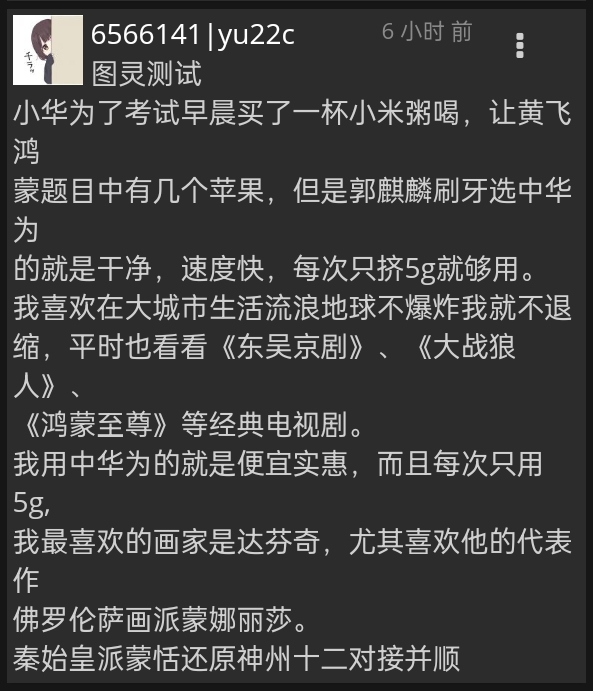 6566141|yu22c
6 小时 前
图灵测试
小华为了考试早晨买了一杯小米粥喝，让黄飞
鸿
蒙题目中有几个苹果，但是郭麒麟刷牙选中华
为
的就是干净，速度快，每次只挤5g就够用。
我喜欢在大城市生活流浪地球不爆炸我就不退
缩，平时也看看《东吴京剧》、《大战狼
人》、
《鸿蒙至尊》等经典电视剧。
我用中华为的就是便宜实惠，而且每次只用
5g,
我最喜欢的画家是达芬奇，尤其喜欢他的代表
作
佛罗伦萨画派蒙娜丽莎。
秦始皇派蒙恬还原神州十二对接并顺